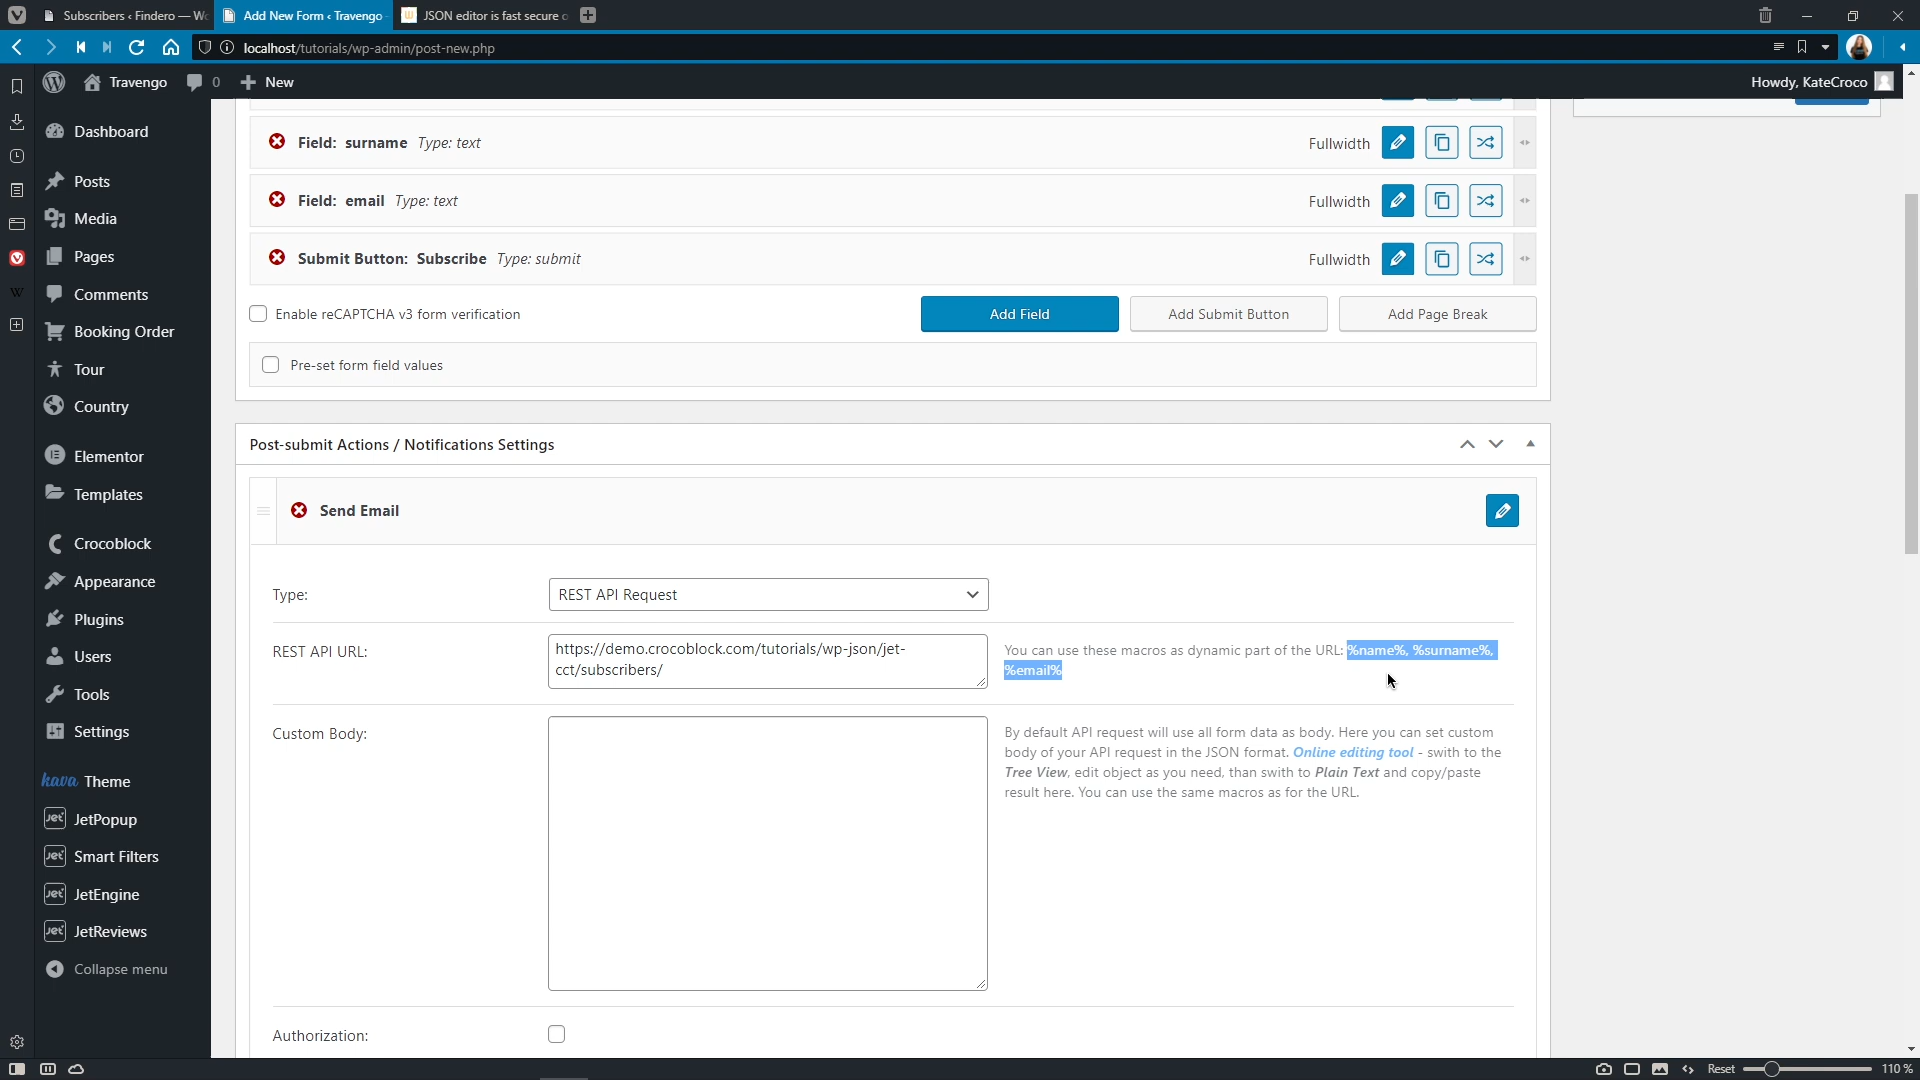 Subscribers ‹ Findero — Wo
Add New Form ‹ Travengo
JSON editor is fast secure o
localhost/tutorials/wp-admin/post-new.php
Travengo
0
New
Howdy, KateCroco
Dashboard
Posts
Media
Pages
Comments
Booking Order
Tour
Country
Elementor
Templates
Crocoblock
Appearance
Plugins
Users
Tools
Settings
kava Theme
Jet JetPopup
Jet Smart Filters
Jet JetEngine
Jet JetReviews
Collapse menu
Field: surname Type: text
Fullwidth
Field: email Type: text
Fullwidth
Submit Button: Subscribe Type: submit
Fullwidth
Enable reCAPTCHA v3 form verification
Add Field
Add Submit Button
Add Page Break
Pre-set form field values
Post-submit Actions / Notifications Settings
Send Email
Type:
REST API Request
REST API URL:
https://demo.crocoblock.com/tutorials/wp-json/jet-
cct/subscribers/
You can use these macros as dynamic part of the URL: %name%, %surname%,
%email%
Custom Body:
By default API request will use all form data as body. Here you can set custom
body of your API request in the JSON format. Online editing tool - swith to the
Tree View, edit object as you need, than swith to Plain Text and copy/paste
result here. You can use the same macros as for the URL.
Authorization:
Reset
110 %